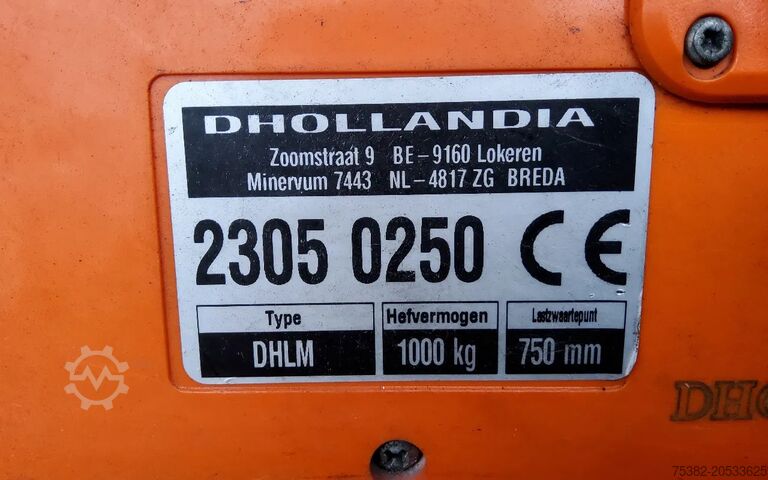 DHOLLANDIA
Zoomstraat 9 BE-9160 Lokeren
Minervum 7443 NL-4817 ZG BREDA
2305 0250 CE
Type Hefvermogen Lastzwaartepunt
DHLM 1000 kg 750 mm
DHO
75382-20533625